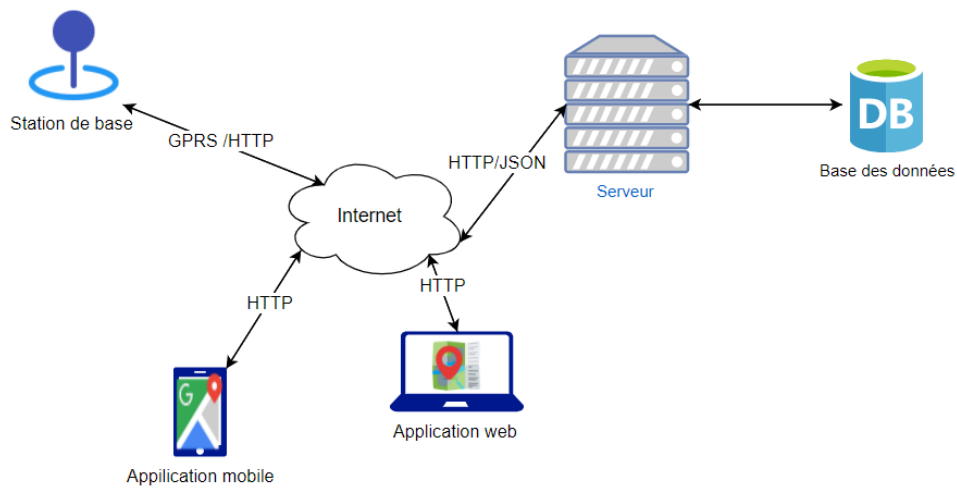 Station de base
GPRS /HTTP
HTTP/JSON
Serveur
DB
Base des données
Internet
HTTP
HTTP
G
Application web
Appilication mobile